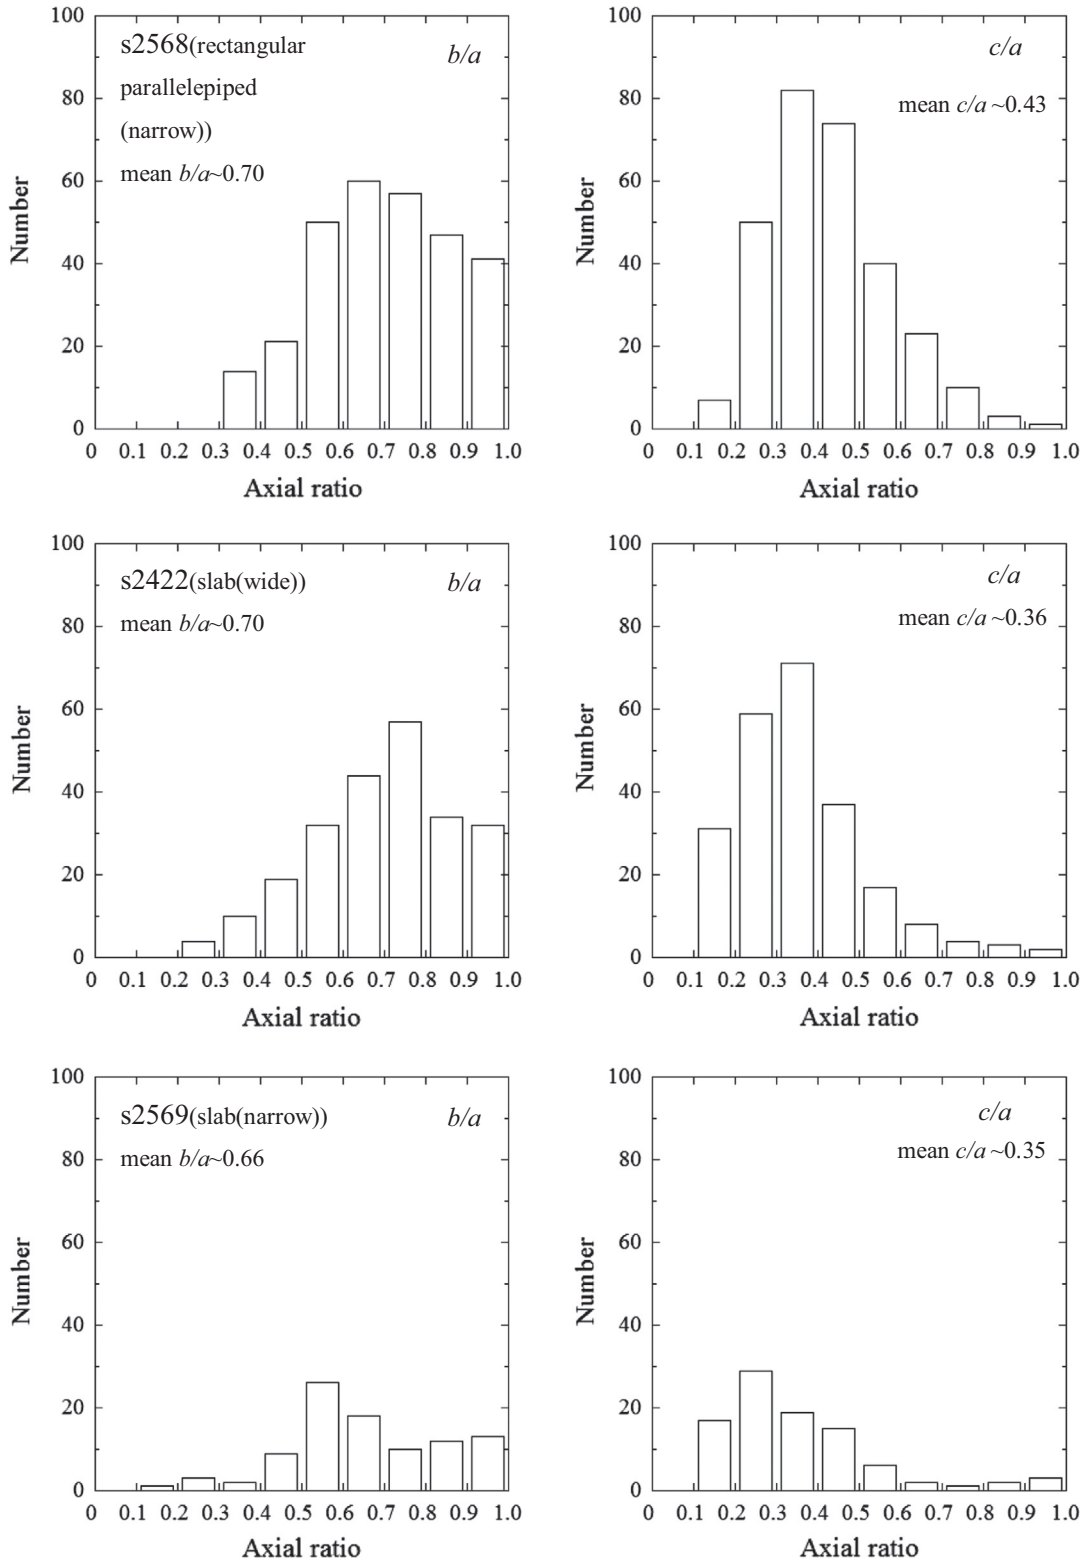 100
80
60
40
20
0
Number
s2568(rectangular
parallelepiped
(narrow))
mean b/a~0.70
b/a
0 0.1 0.2 0.3 0.4 0.5 0.6 0.7 0.8 0.9 1.0
Axial ratio
100
80
60
40
20
0
Number
c/a
mean c/a ~0.43
0 0.1 0.2 0.3 0.4 0.5 0.6 0.7 0.8 0.9 1.0
Axial ratio
100
80
60
40
20
0
Number
s2422(slab(wide))
mean b/a~0.70
b/a
0 0.1 0.2 0.3 0.4 0.5 0.6 0.7 0.8 0.9 1.0
Axial ratio
100
80
60
40
20
0
Number
c/a
mean c/a ~0.36
0 0.1 0.2 0.3 0.4 0.5 0.6 0.7 0.8 0.9 1.0
Axial ratio
100
80
60
40
20
0
Number
s2569(slab(narrow))
mean b/a~0.66
b/a
0 0.1 0.2 0.3 0.4 0.5 0.6 0.7 0.8 0.9 1.0
Axial ratio
100
80
60
40
20
0
Number
c/a
mean c/a ~0.35
0 0.1 0.2 0.3 0.4 0.5 0.6 0.7 0.8 0.9 1.0
Axial ratio